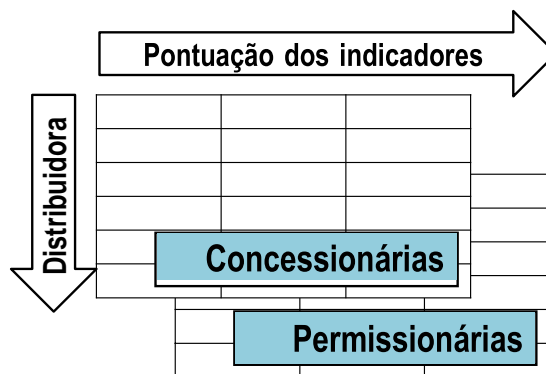 Pontuação dos indicadores
Distribuidora
Concessionárias
Permissionárias